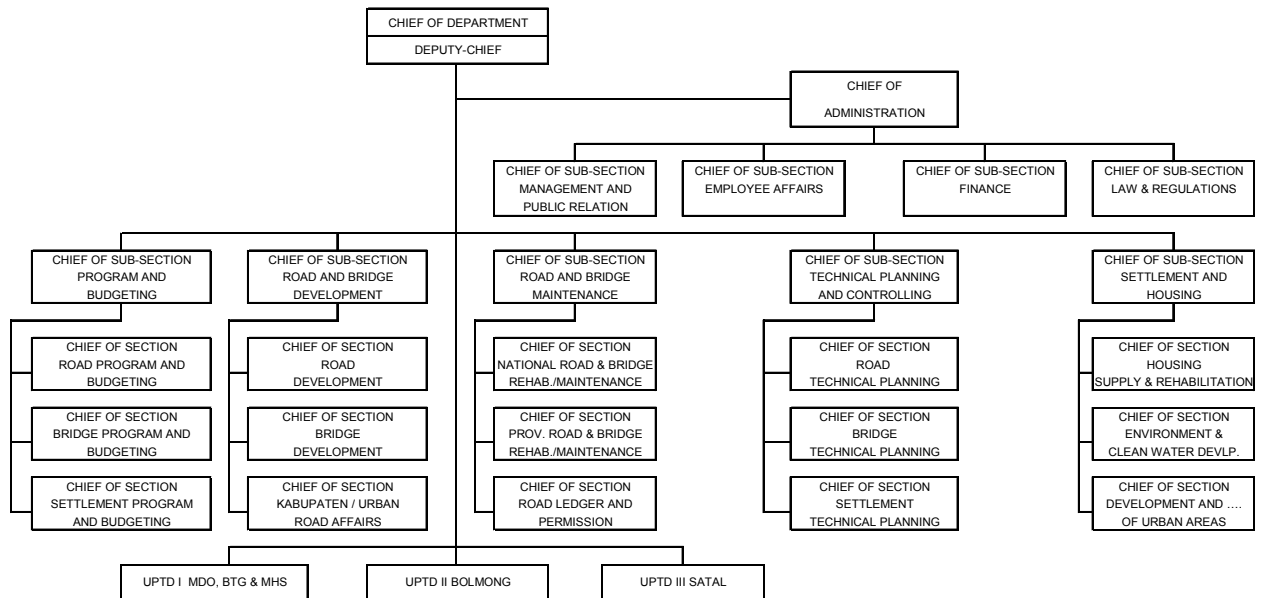 CHIEF OF DEPARTMENT
DEPUTY-CHIEF
CHIEF OF
ADMINISTRATION
CHIEF OF SUB-SECTION
MANAGEMENT AND
PUBLIC RELATION
CHIEF OF SUB-SECTION
EMPLOYEE AFFAIRS
CHIEF OF SUB-SECTION
FINANCE
CHIEF OF SUB-SECTION
LAW & REGULATIONS
CHIEF OF SUB-SECTION
PROGRAM AND
BUDGETING
CHIEF OF SUB-SECTION
ROAD AND BRIDGE
DEVELOPMENT
CHIEF OF SUB-SECTION
ROAD AND BRIDGE
MAINTENANCE
CHIEF OF SUB-SECTION
TECHNICAL PLANNING
AND CONTROLLING
CHIEF OF SUB-SECTION
SETTLEMENT AND
HOUSING
CHIEF OF SECTION
ROAD PROGRAM AND
BUDGETING
CHIEF OF SECTION
ROAD
DEVELOPMENT
CHIEF OF SECTION
NATIONAL ROAD & BRIDGE
REHAB./MAINTENANCE
CHIEF OF SECTION
ROAD
TECHNICAL PLANNING
CHIEF OF SECTION
HOUSING
SUPPLY & REHABILITATION
CHIEF OF SECTION
BRIDGE PROGRAM AND
BUDGETING
CHIEF OF SECTION
BRIDGE
DEVELOPMENT
CHIEF OF SECTION
PROV. ROAD & BRIDGE
REHAB./MAINTENANCE
CHIEF OF SECTION
BRIDGE
TECHNICAL PLANNING
CHIEF OF SECTION
ENVIRONMENT &
CLEAN WATER DEVLP.
CHIEF OF SECTION
SETTLEMENT PROGRAM
AND BUDGETING
CHIEF OF SECTION
KABUPATEN / URBAN
ROAD AFFAIRS
CHIEF OF SECTION
ROAD LEDGER AND
PERMISSION
CHIEF OF SECTION
SETTLEMENT
TECHNICAL PLANNING
CHIEF OF SECTION
DEVELOPMENT AND ....
OF URBAN AREAS
UPTD I MDO, BTG & MHS
UPTD II BOLMONG
UPTD III SATAL